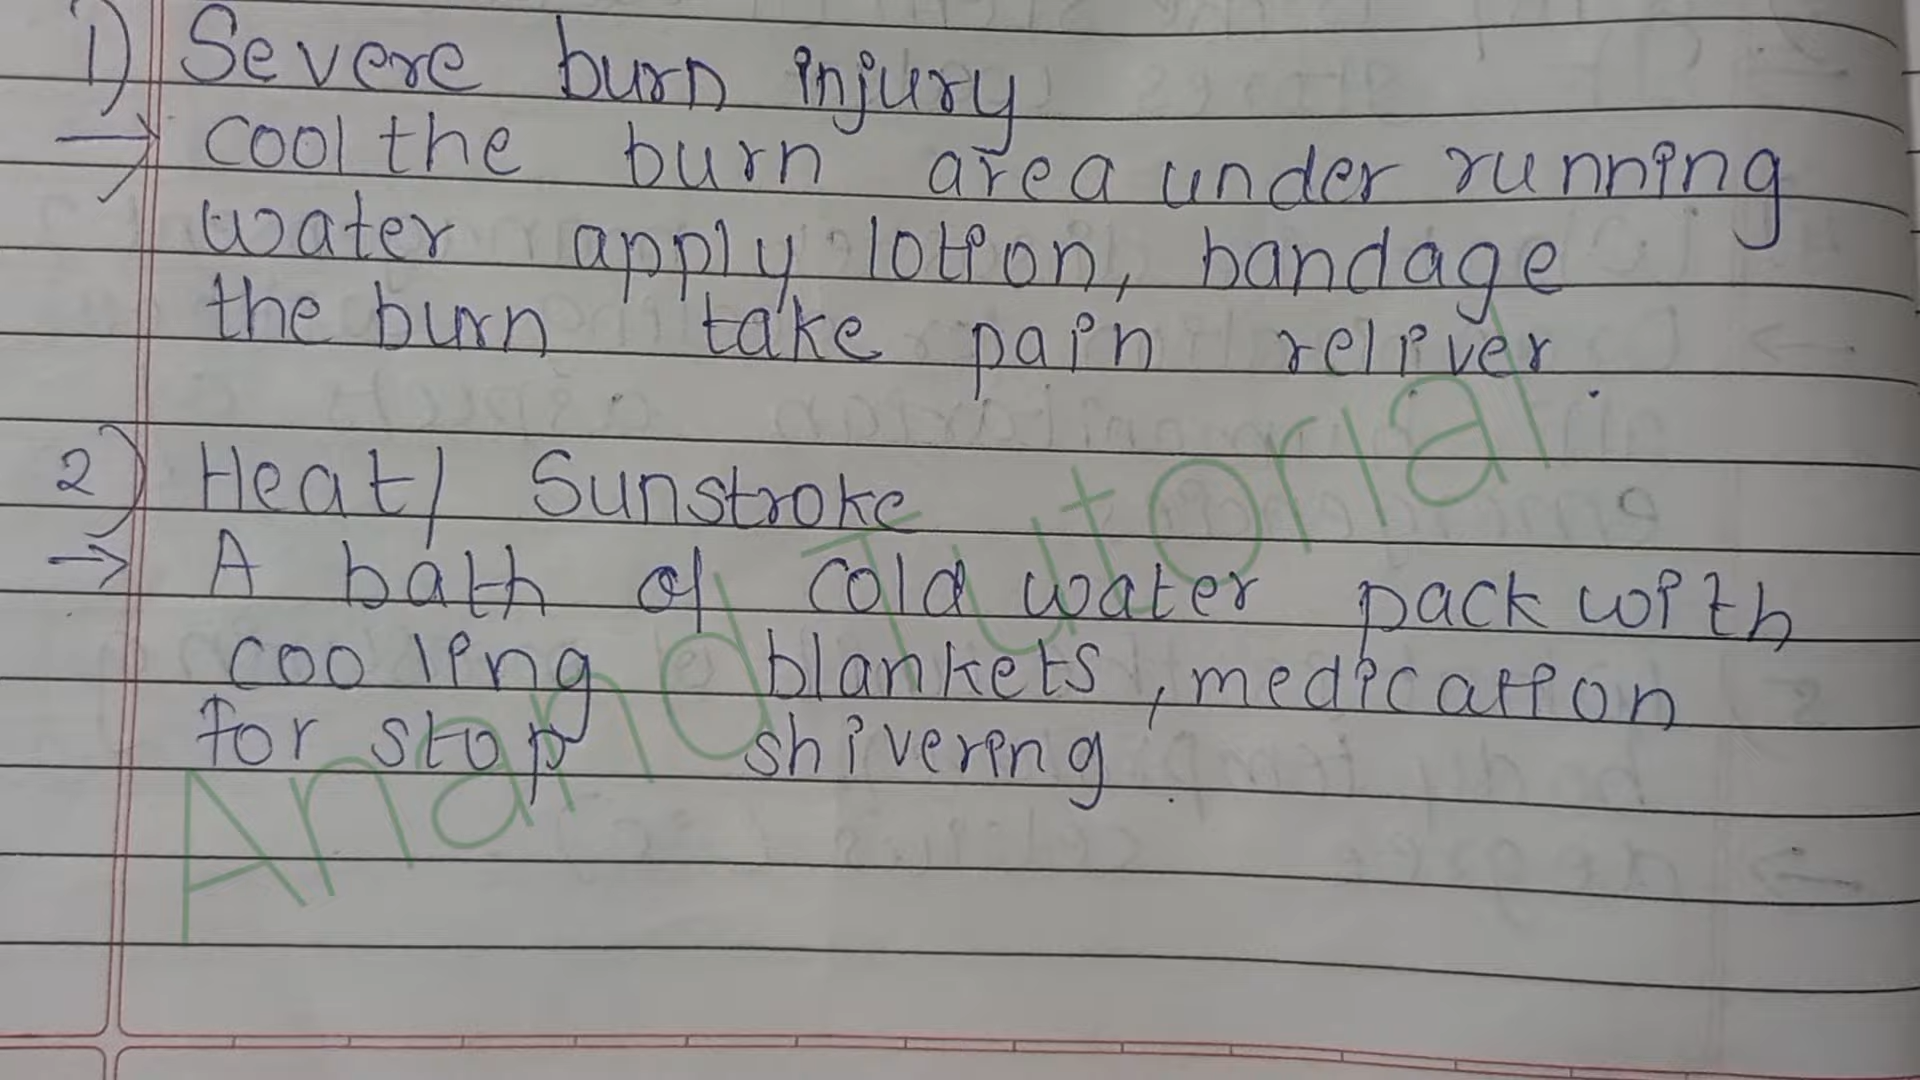 1) Severe burn injury
→ cool the burn area under running
water apply lotion, bandage
the burn take pain reliver.
2) Heat/ Sunstroke
→ A bath of cold water pack with
cooling blankets, medication
for stop shivering.
Anand Tutorial